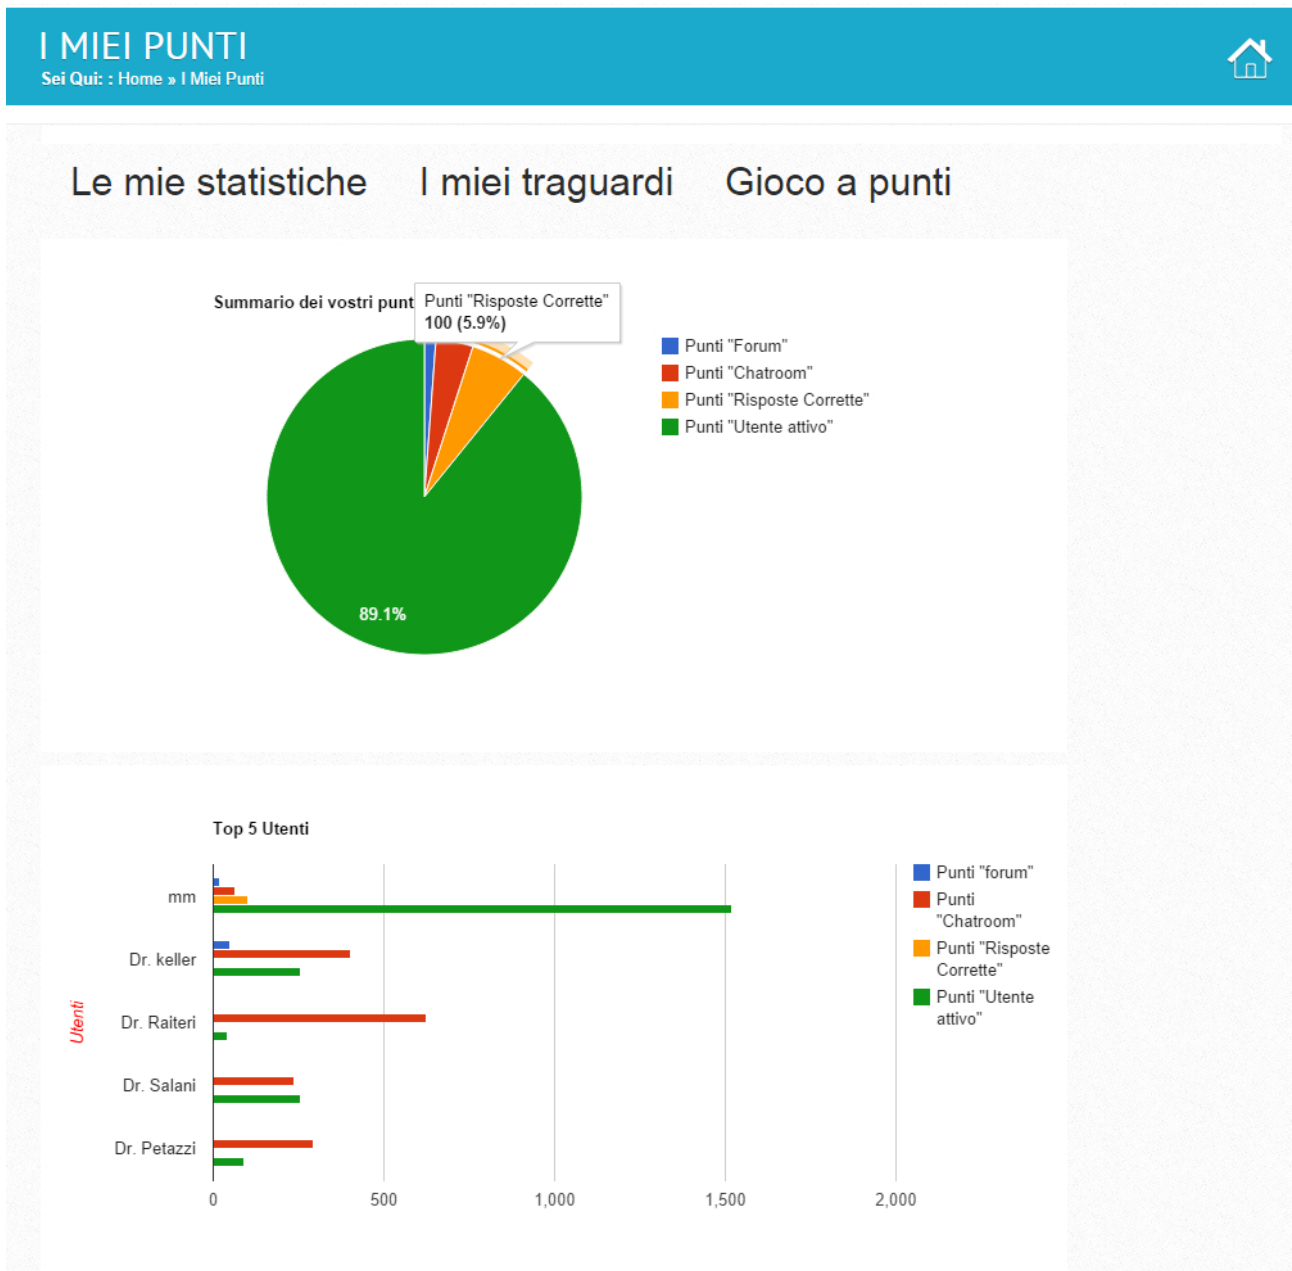 I MIEI PUNTI
Sei Qui: : Home » I Miei Punti
Le mie statistiche I miei traguardi Gioco a punti
Summario dei vostri punt
Punti "Risposte Corrette"
100 (5.9%)
Punti "Forum"
Punti "Chatroom"
Punti "Risposte Corrette"
Punti "Utente attivo"
89.1%
Top 5 Utenti
Punti "forum"
Punti
"Chatroom"
Punti "Risposte
Corrette"
Punti "Utente
attivo"
Utenti
mm
Dr. keller
Dr. Raiteri
Dr. Salani
Dr. Petazzi
0 500 1,000 1,500 2,000